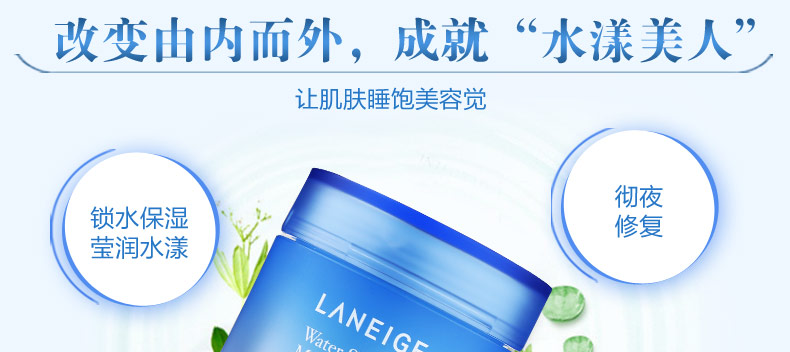 改变由内而外，成就“水漾美人”
让肌肤睡饱美容觉
锁水保湿
莹润水漾
彻夜
修复
LANEIGE
Water